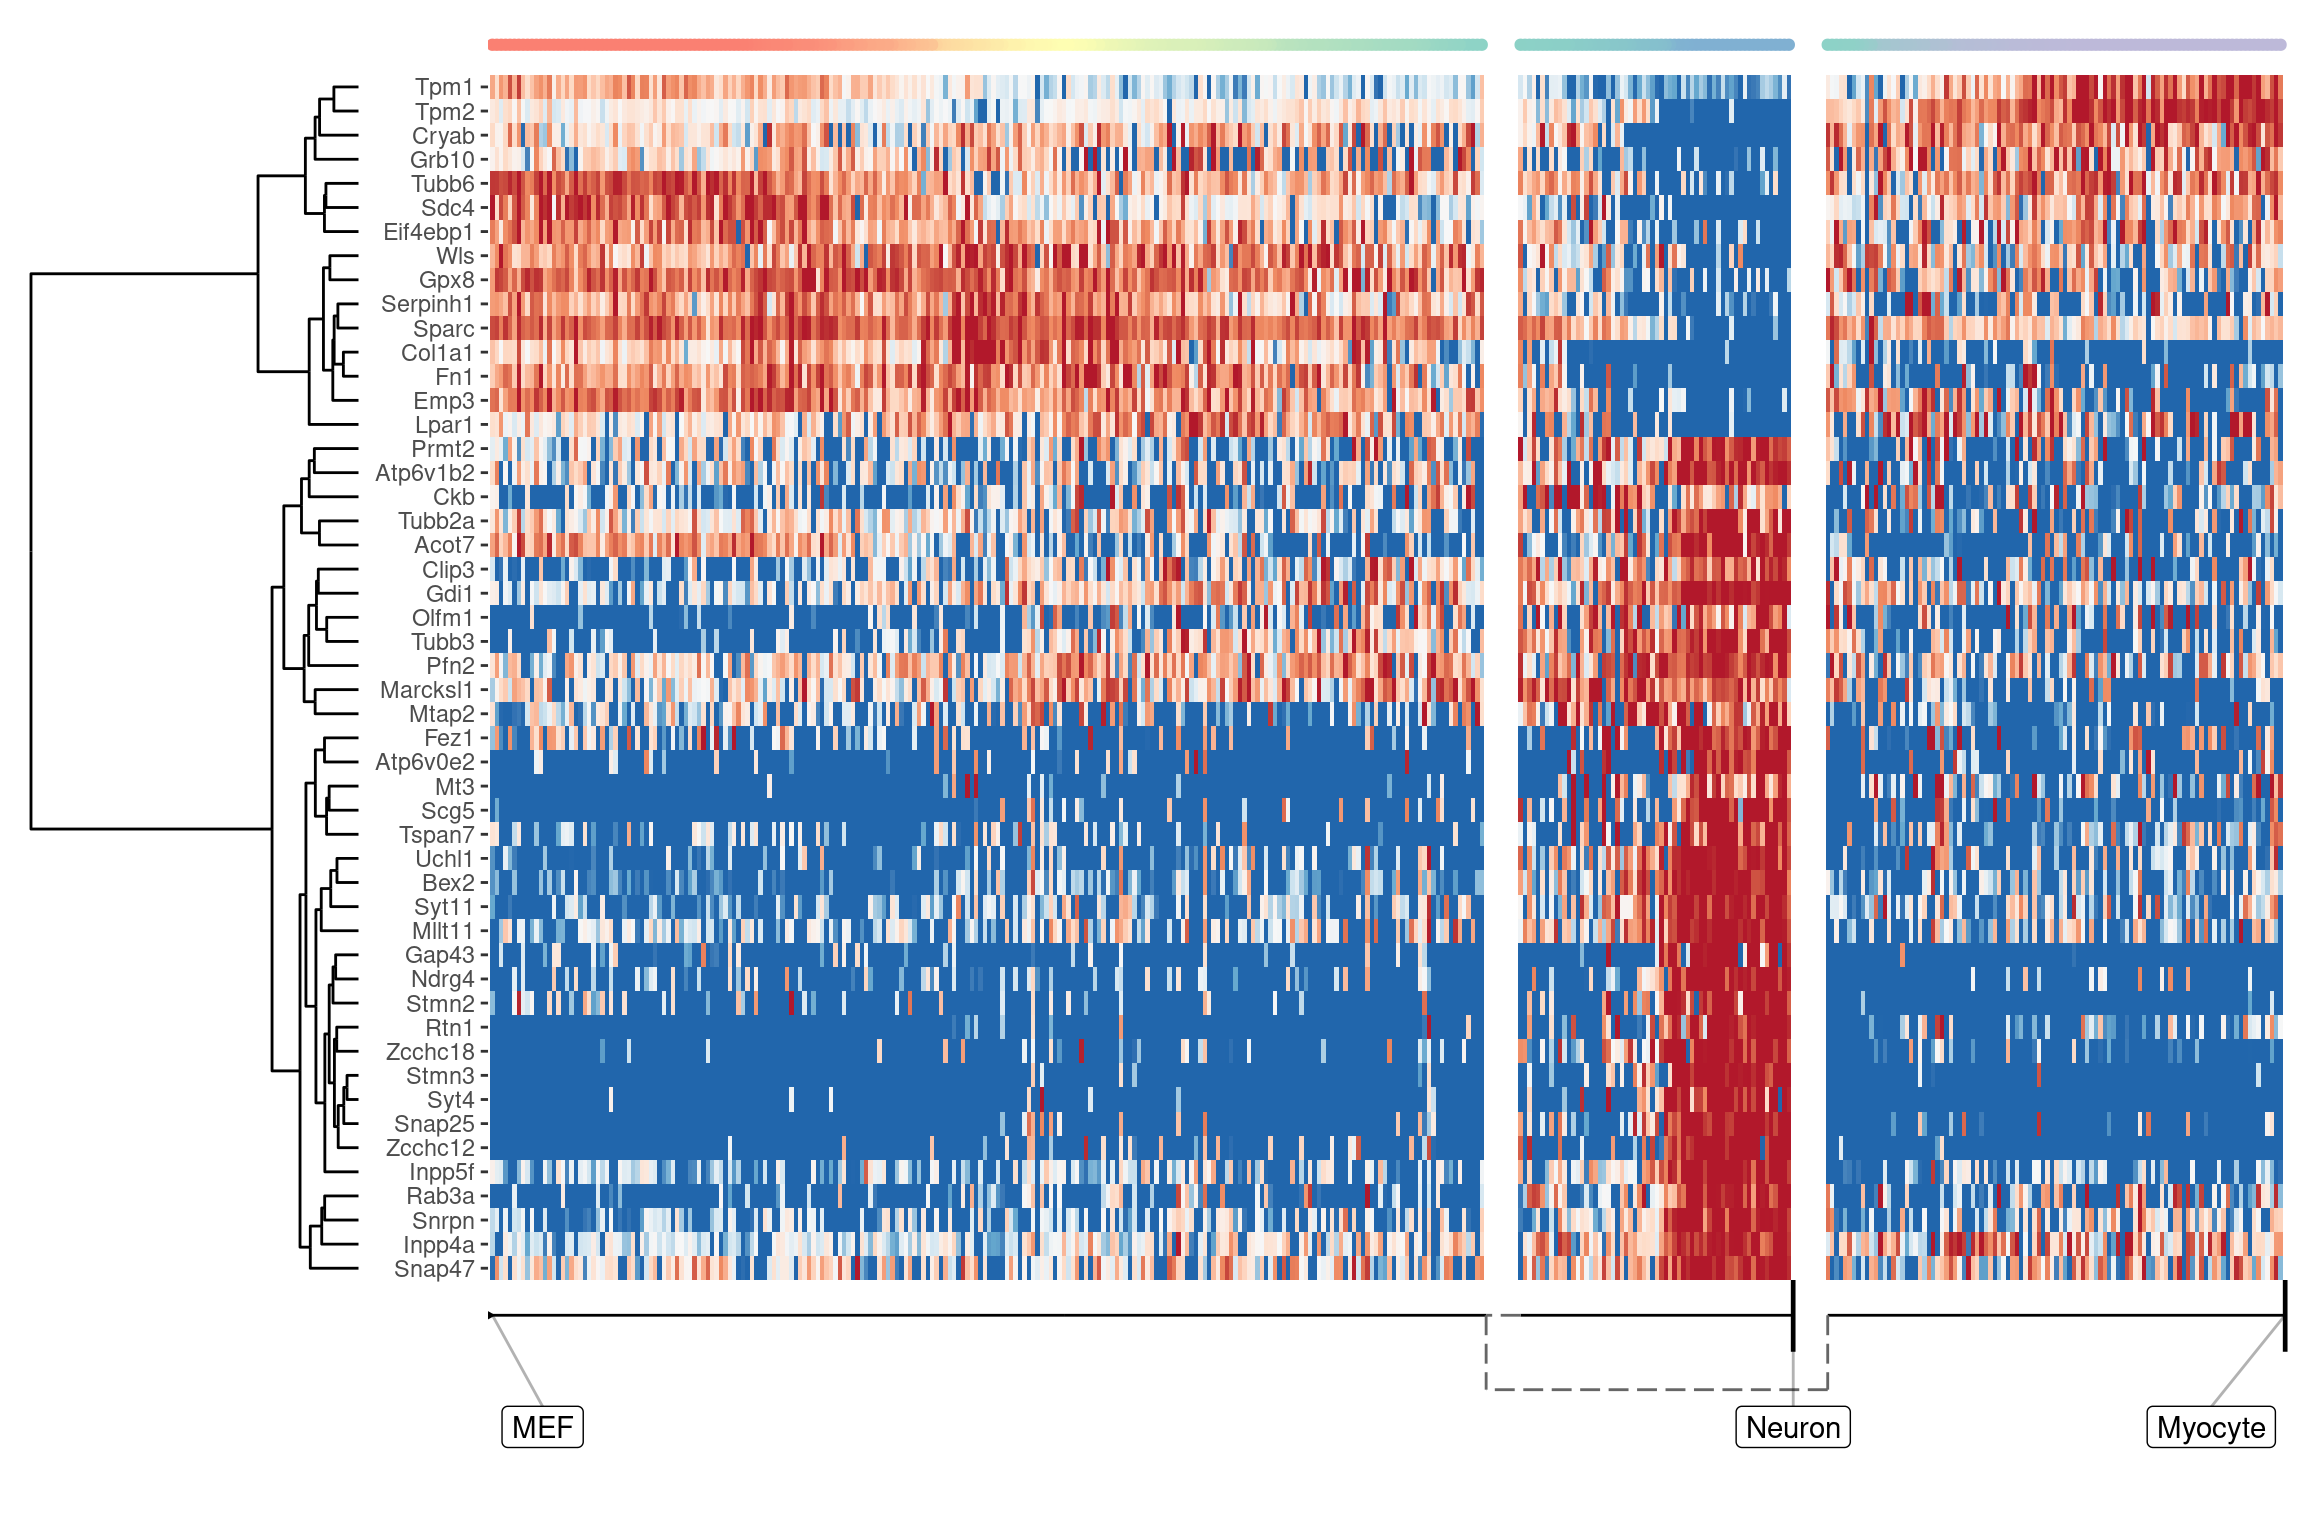 Tpm1
Tpm2
Cryab
Grb10
Tubb6
Sdc4
Eif4ebp1
Wls
Gpx8
Serpinh1
Sparc
Col1a1
Fn1
Emp3
Lpar1
Prmt2
Atp6v1b2
Ckb
Tubb2a
Acot7
Clip3
Gdi1
Olfm1
Tubb3
Pfn2
Marcksl1
Mtap2
Fez1
Atp6v0e2
Mt3
Scg5
Tspan7
Uchl1
Bex2
Syt11
Mllt11
Gap43
Ndrg4
Stmn2
Rtn1
Zcchc18
Stmn3
Syt4
Snap25
Zcchc12
Inpp5f
Rab3a
Snrpn
Inpp4a
Snap47
MEF
Neuron
Myocyte